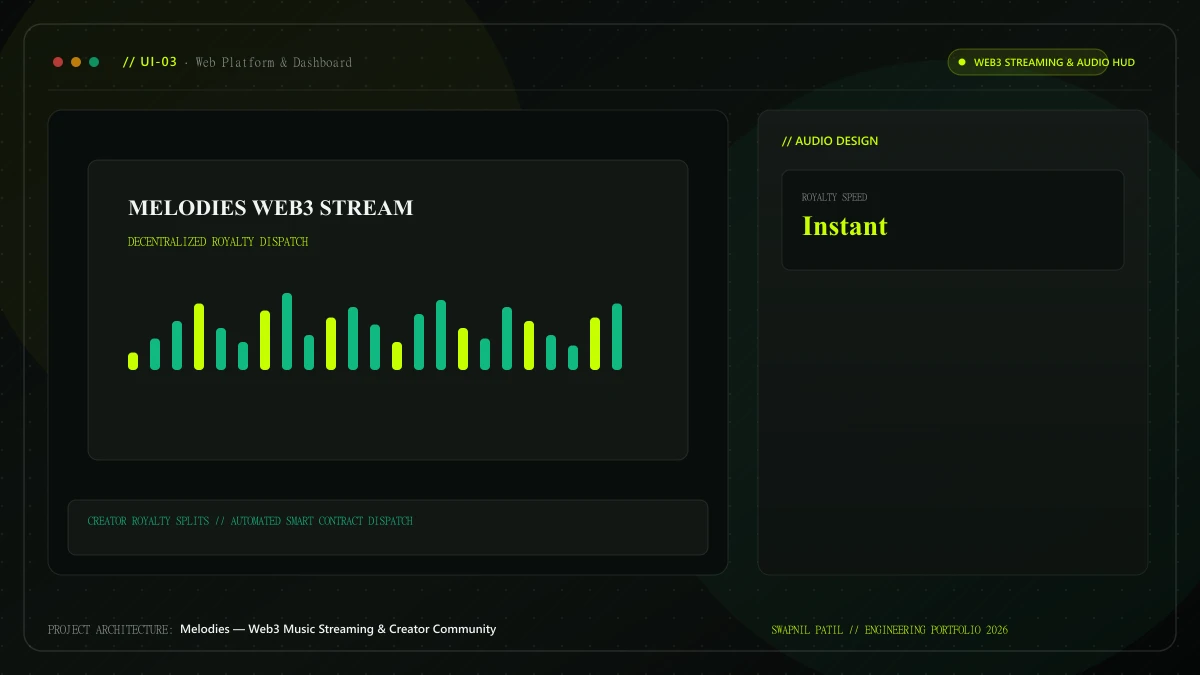 // UI-03 · Web Platform & Dashboard
WEB3 STREAMING & AUDIO HUD
MELODIES WEB3 STREAM
DECENTRALIZED ROYALTY DISPATCH
// AUDIO DESIGN
ROYALTY SPEED
Instant
CREATOR ROYALTY SPLITS // AUTOMATED SMART CONTRACT DISPATCH
PROJECT ARCHITECTURE: Melodies — Web3 Music Streaming & Creator Community
SWAPNIL PATIL // ENGINEERING PORTFOLIO 2026